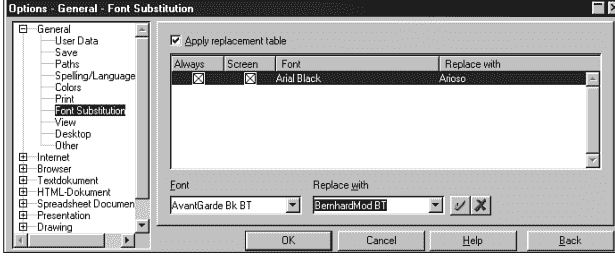 Options - General - Font Substitution
General
User Data
Save
Paths
Spelling/Language
Colors
Print
Font Substitution
View
Desktop
Other
Internet
Browser
Textdokument
HTML-Dokument
Spreadsheet Documen
Presentation
Drawing
Apply replacement table
Always Screen Font Replace with
Arial Black Arioso
Font Replace with
AvantGarde Bk BT BernhardMod BT
OK Cancel Help Back